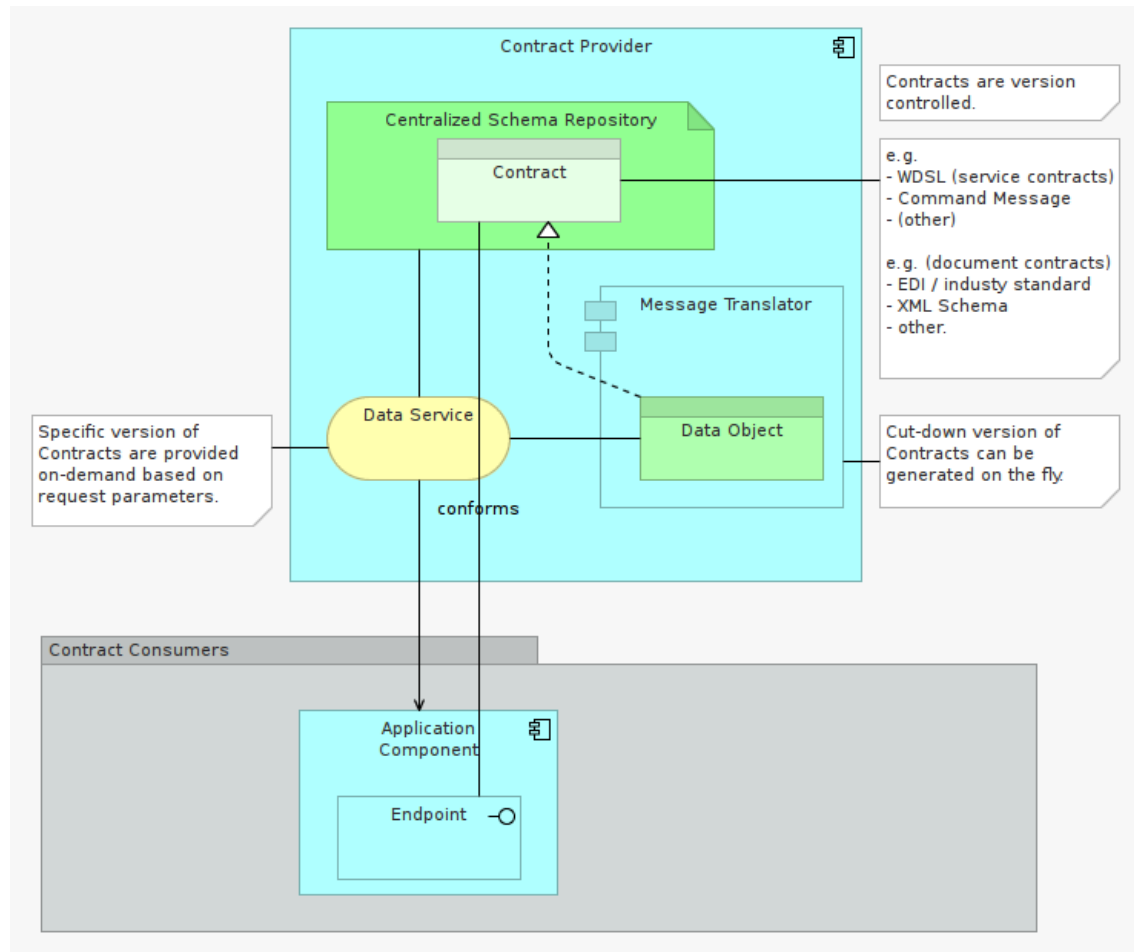 Contract Provider
Contracts are version
controlled.
Centralized Schema Repository
Contract
e.g.
- WDSL (service contracts)
- Command Message
- (other)
e.g. (document contracts)
- EDI / industy standard
- XML Schema
- other.
Message Translator
Data Service
Data Object
Specific version of
Contracts are provided
on-demand based on
request parameters.
Cut-down version of
Contracts can be
generated on the fly.
conforms
Contract Consumers
Application
Component
Endpoint